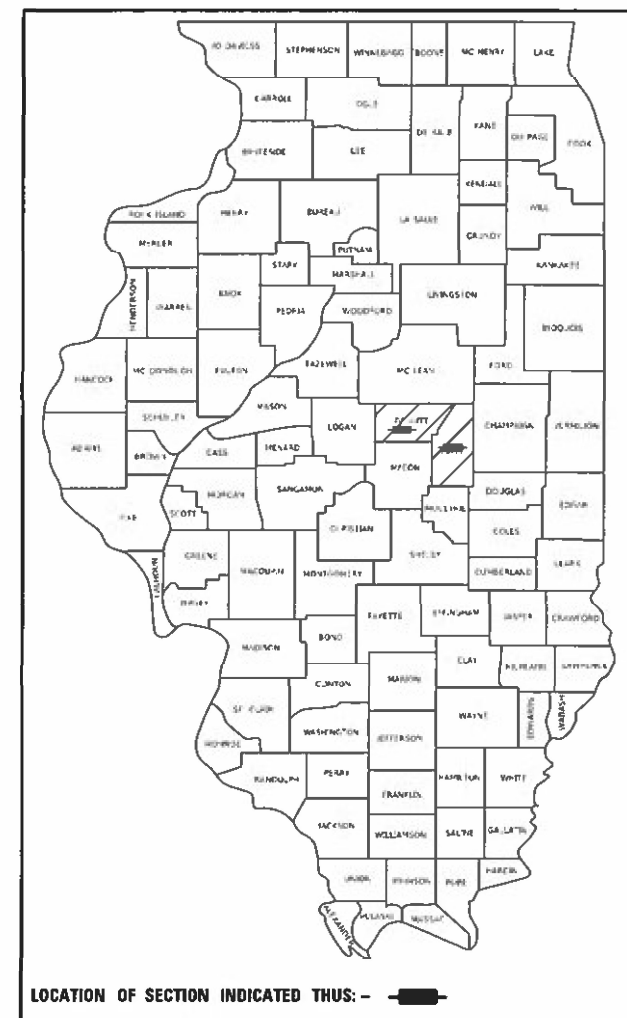 STEPHENSON WINNEBAGO BOONE MC HENRY LAKE
CARROLL OGLE
DE KALB KANE DU PAGE COOK
WHITESIDE LEE
KENDALL
ROCK ISLAND HENRY BUREAU LA SALLE WILL
GRUNDY
MERCER PUTNAM
STARK MARSHALL KANKAKEE
HENDERSON WARREN KNOX PEORIA WOODFORD LIVINGSTON
IROQUOIS
HANCOCK MC DONOUGH FULTON TAZEWELL MC LEAN FORD
MASON
SCHUYLER LOGAN CHAMPAIGN VERMILION
ADAMS BROWN CASS MENARD
MACON
MORGAN SANGAMON DOUGLAS EDGAR
PIKE SCOTT MOULTRIE
CHRISTIAN COLES
GREENE SHELBY
CALHOUN MACOUPIN MONTGOMERY CUMBERLAND CLARK
JERSEY
FAYETTE EFFINGHAM JASPER CRAWFORD
MADISON BOND
CLAY RICHLAND LAWRENCE
CLINTON MARION
ST. CLAIR WAYNE EDWARDS WABASH
WASHINGTON JEFFERSON
MONROE
RANDOLPH PERRY HAMILTON WHITE
FRANKLIN
JACKSON WILLIAMSON SALINE GALLATIN
HARDIN
UNION JOHNSON POPE
ALEXANDER PULASKI MASSAC
LOCATION OF SECTION INDICATED THUS: -